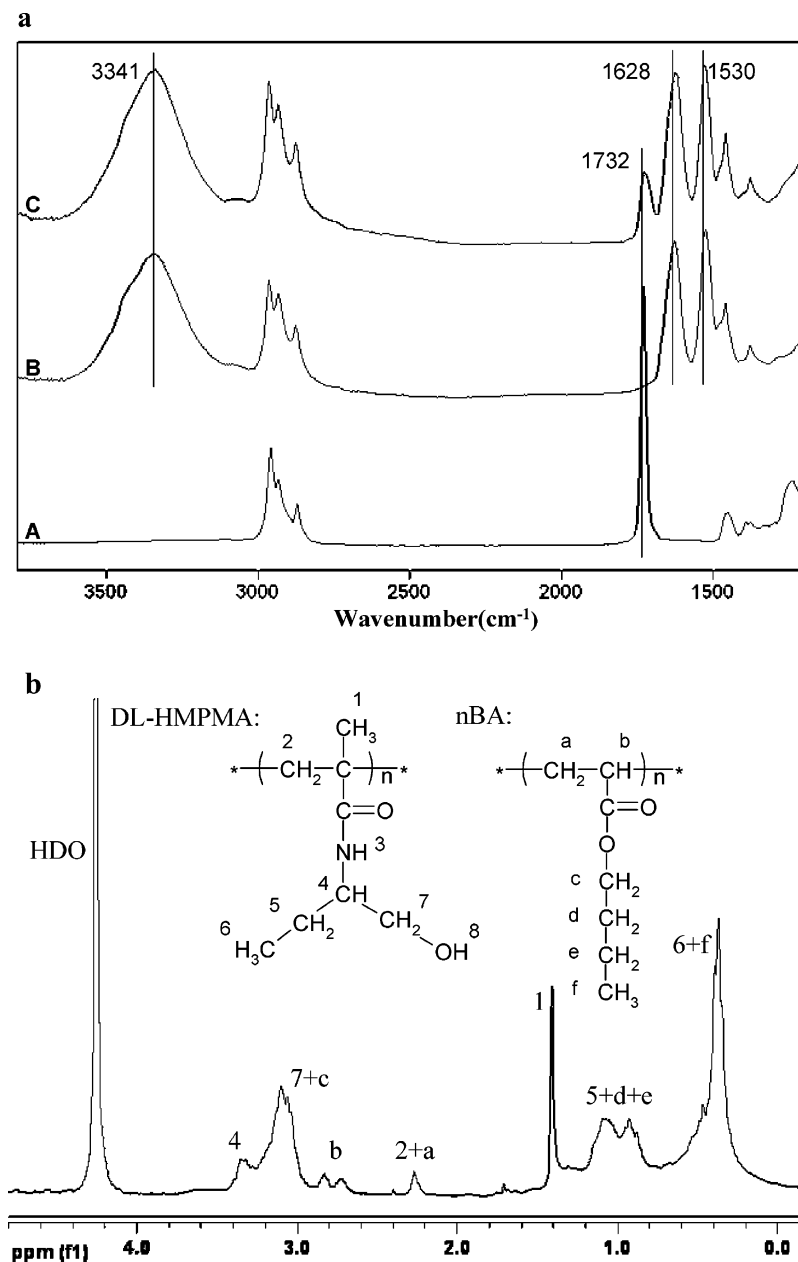 a
3341
1628
1530
1732
C
B
A
3500 3000 2500 2000 1500
Wavenumber(cm⁻¹)
b
DL-HMPMA:
1
CH₃
2
*—(CH₂—C)n*
C=O
NH 3
4 CH
5
CH₂
6
H₃C
7
CH₂
OH 8
nBA:
a b
*—(CH₂—CH)n*
C=O
O
c CH₂
d CH₂
e CH₂
f CH₃
HDO
4
7+c
b
2+a
1
5+d+e
6+f
4.0 3.0 2.0 1.0 0.0
ppm (f1)